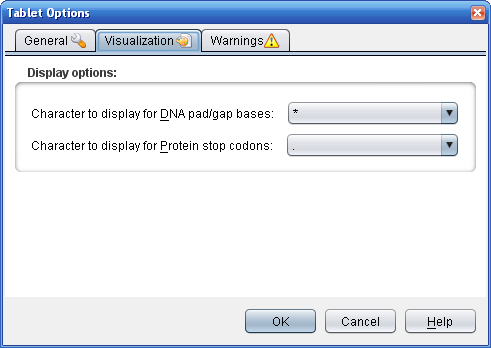 Tablet Options
General Visualization Warnings
Display options:
Character to display for DNA pad/gap bases: *
Character to display for Protein stop codons: .
OK Cancel Help